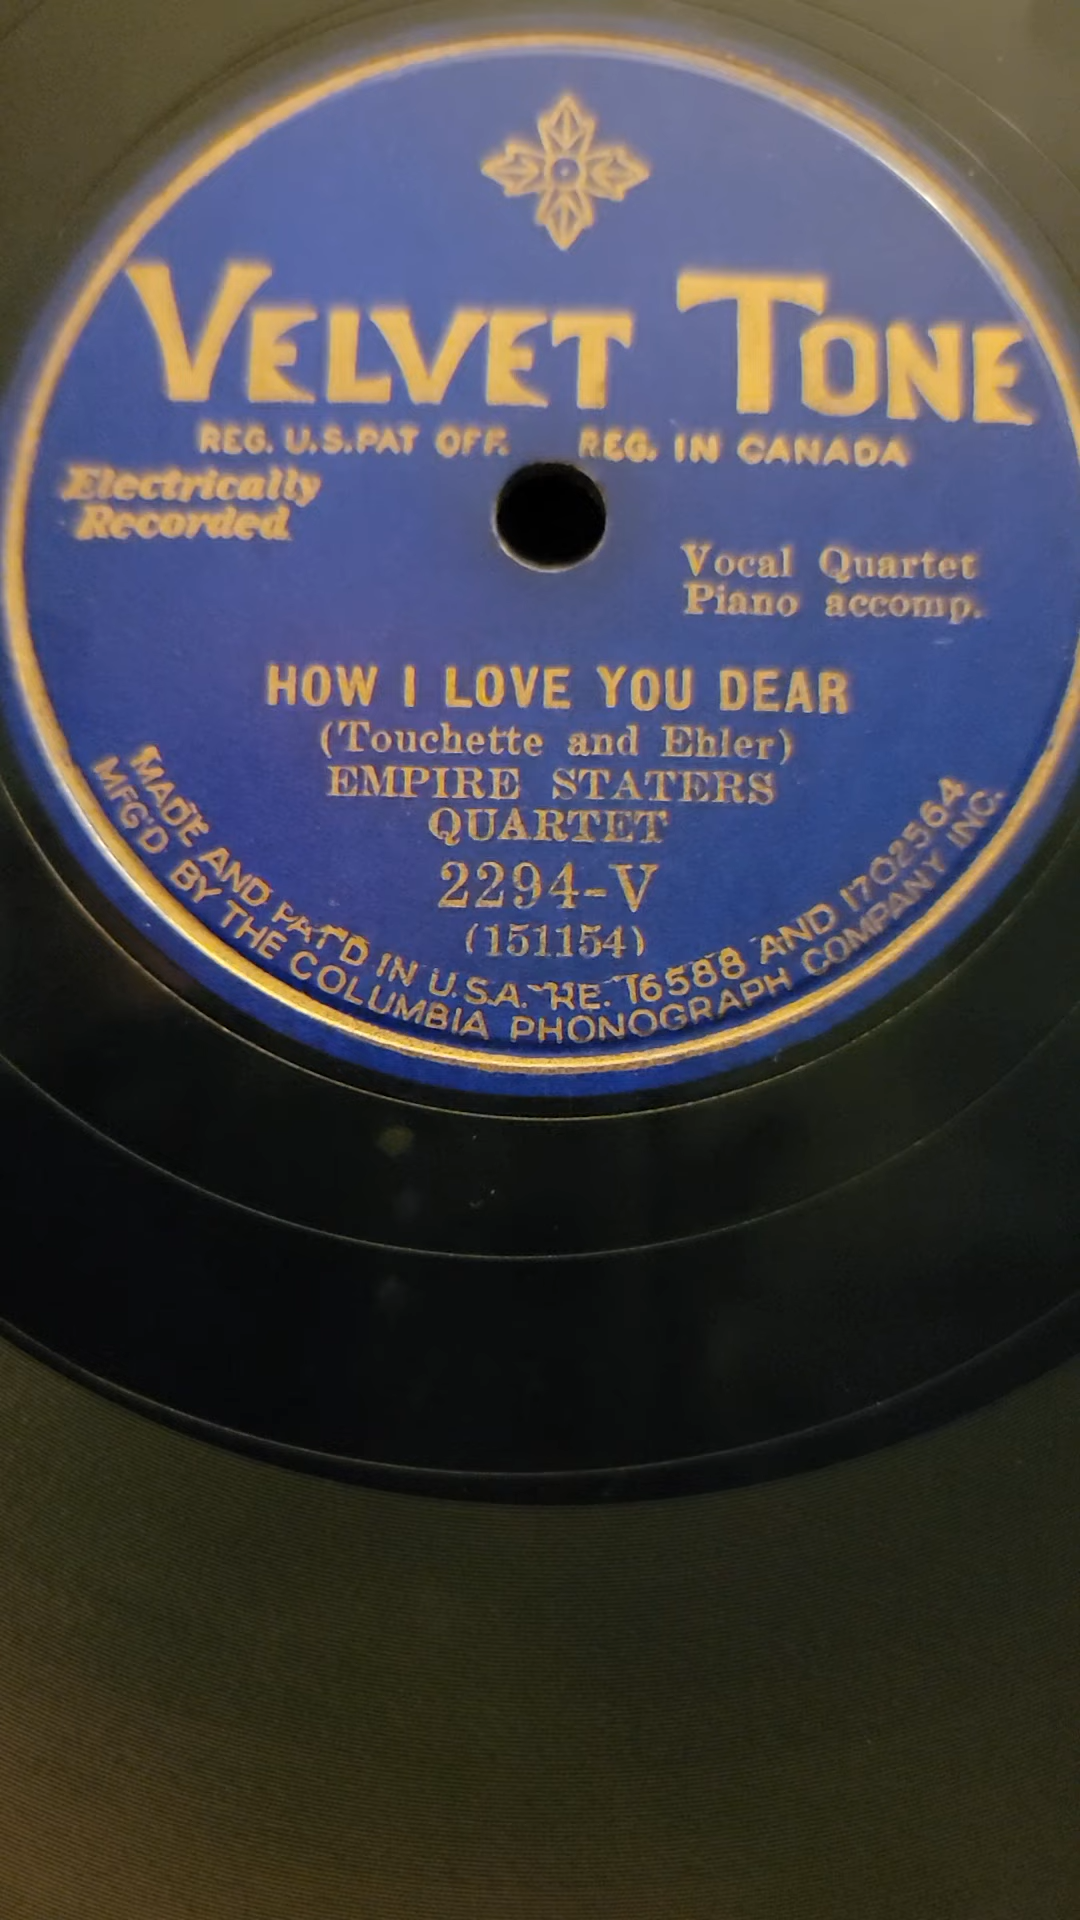 VELVET TONE
REG. U.S. PAT OFF. REG. IN CANADA
Electrically
Recorded
Vocal Quartet
Piano accomp.
HOW I LOVE YOU DEAR
(Touchette and Ehler)
EMPIRE STATERS
QUARTET
2294-V
(151154)
MADE AND PAT'D IN U.S.A. RE. 16588 AND 1702564
MFG'D BY THE COLUMBIA PHONOGRAPH COMPANY INC.